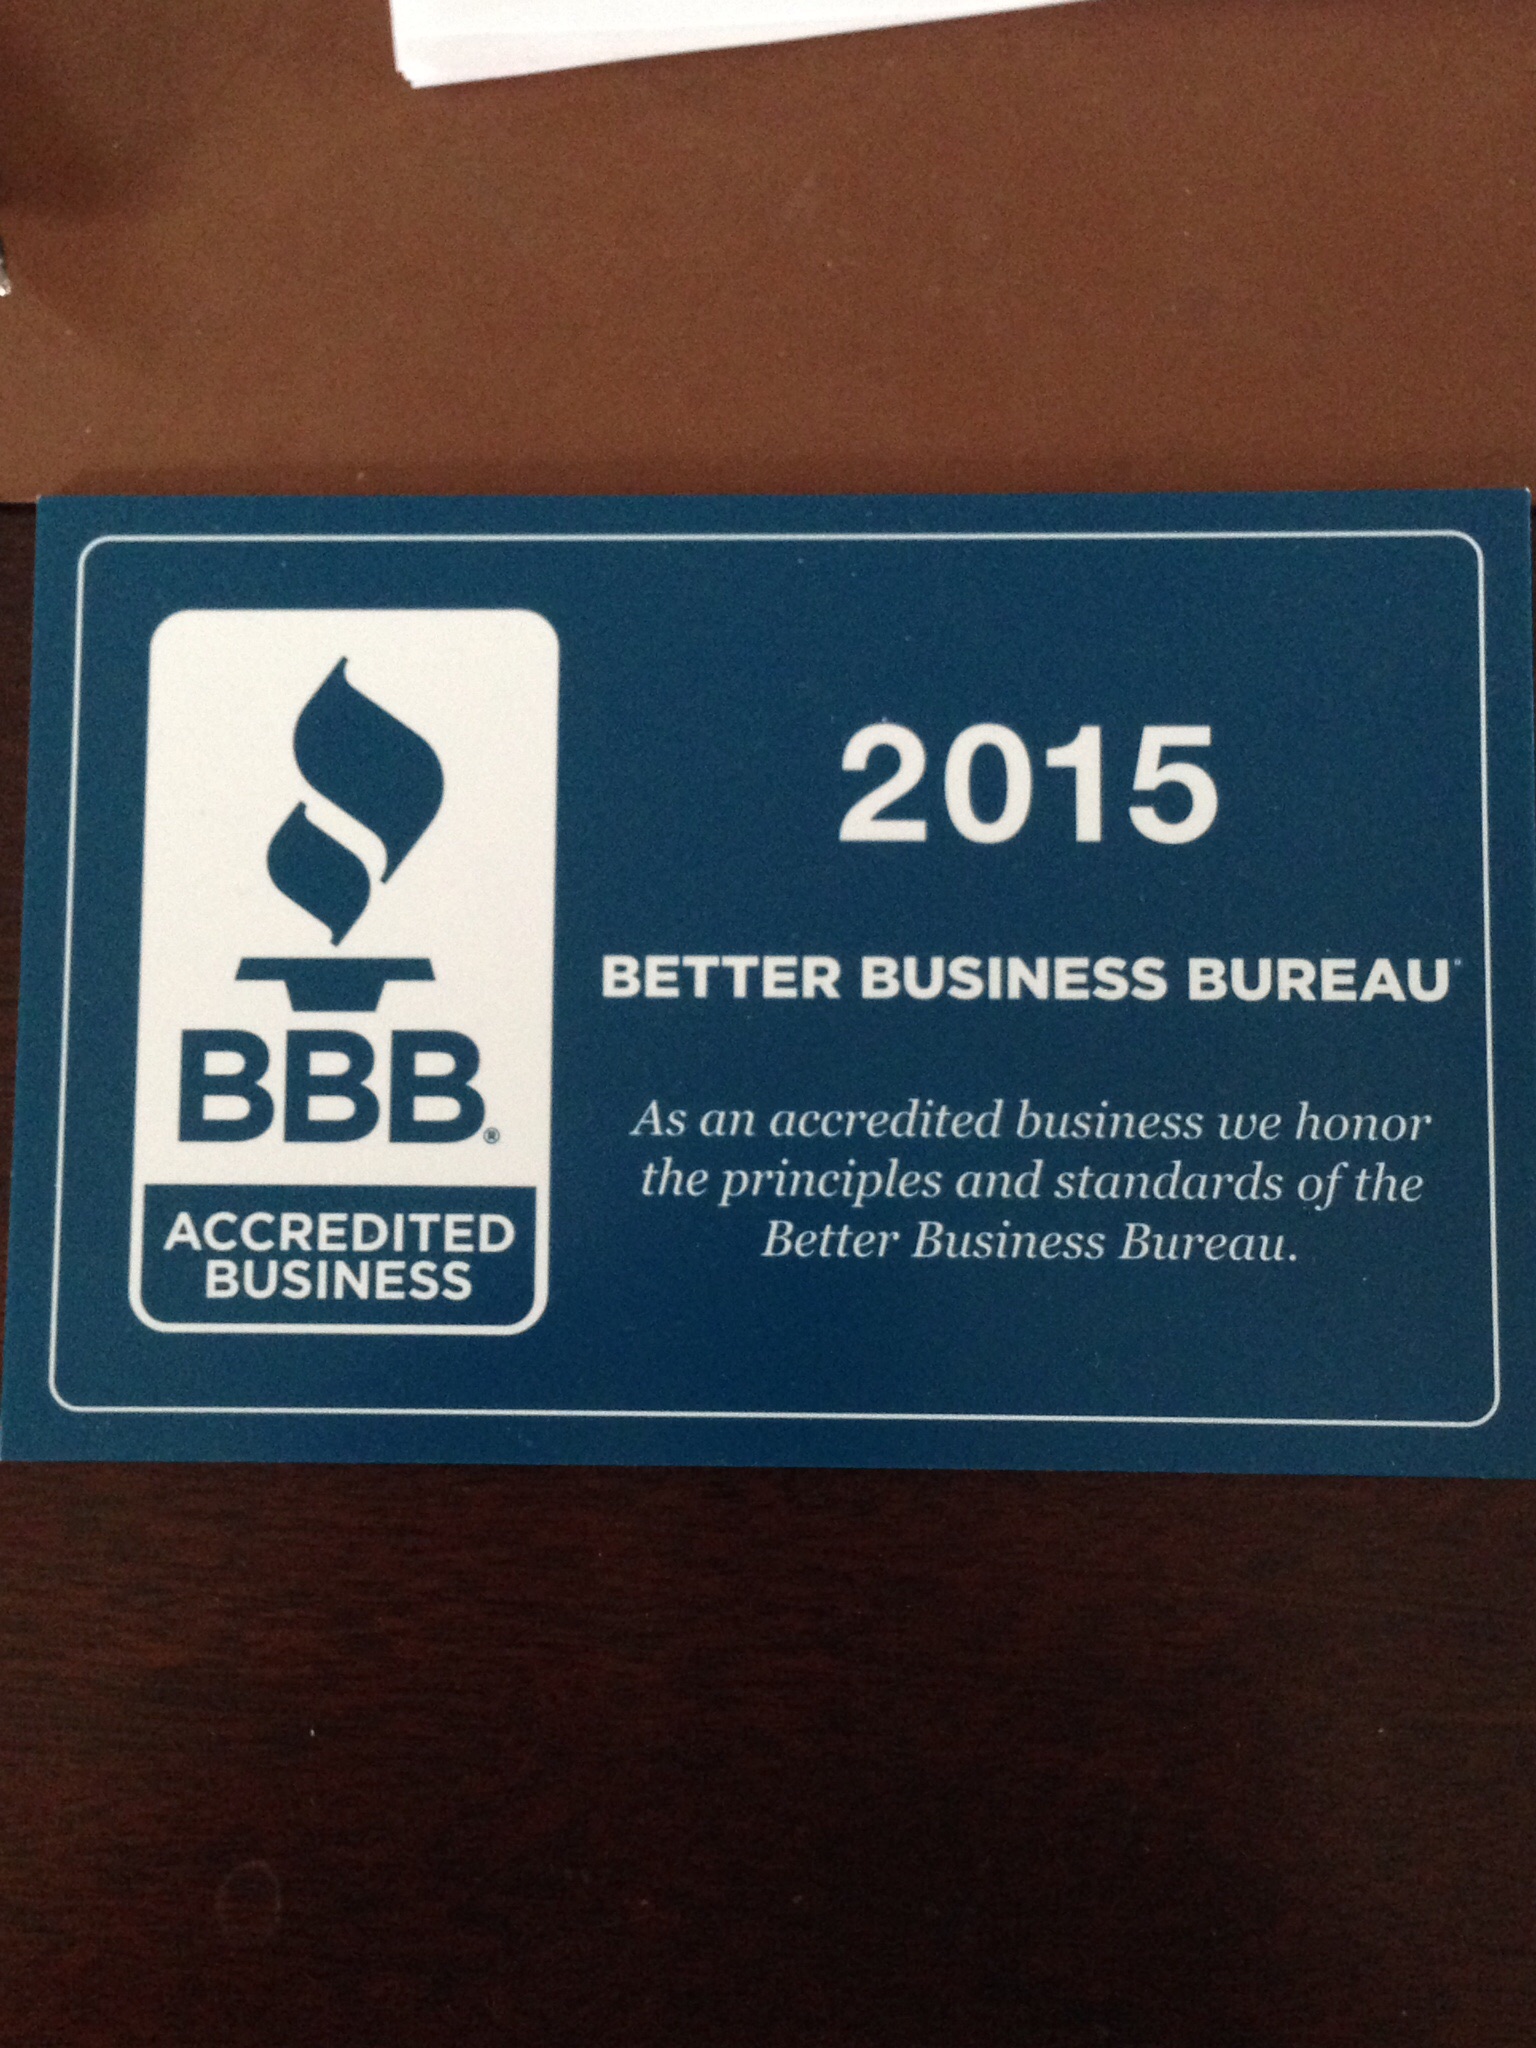 BBB®
ACCREDITED
BUSINESS
2015
BETTER BUSINESS BUREAU®
As an accredited business we honor
the principles and standards of the
Better Business Bureau.